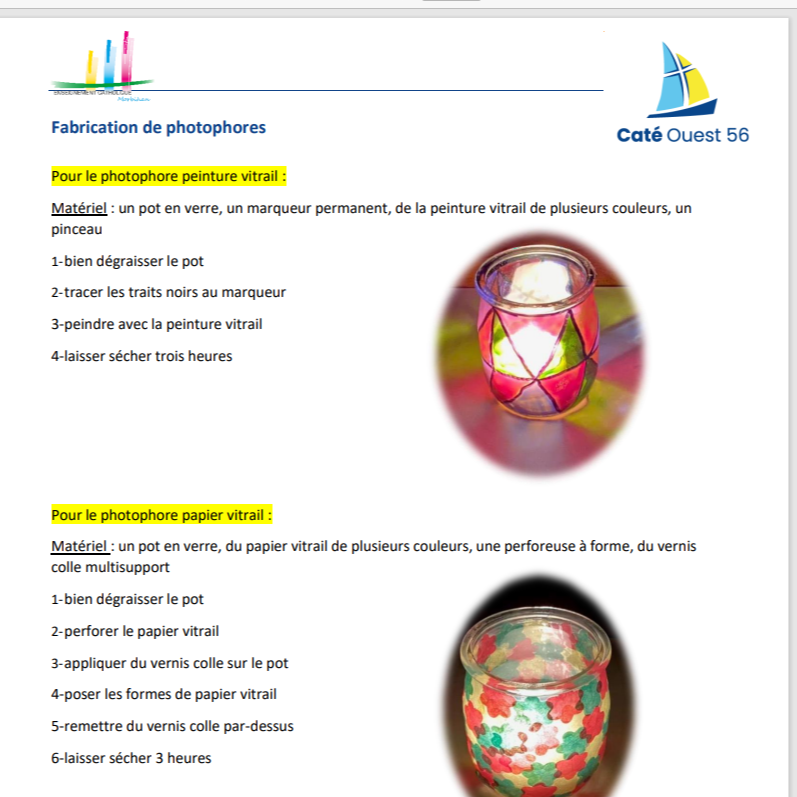 ENSEIGNEMENT CATHOLIQUE
Morbihan
Fabrication de photophores
Caté Ouest 56
Pour le photophore peinture vitrail :
Matériel : un pot en verre, un marqueur permanent, de la peinture vitrail de plusieurs couleurs, un
pinceau
1-bien dégraisser le pot
2-tracer les traits noirs au marqueur
3-peindre avec la peinture vitrail
4-laisser sécher trois heures
Pour le photophore papier vitrail :
Matériel : un pot en verre, du papier vitrail de plusieurs couleurs, une perforeuse à forme, du vernis
colle multisupport
1-bien dégraisser le pot
2-perforer le papier vitrail
3-appliquer du vernis colle sur le pot
4-poser les formes de papier vitrail
5-remettre du vernis colle par-dessus
6-laisser sécher 3 heures